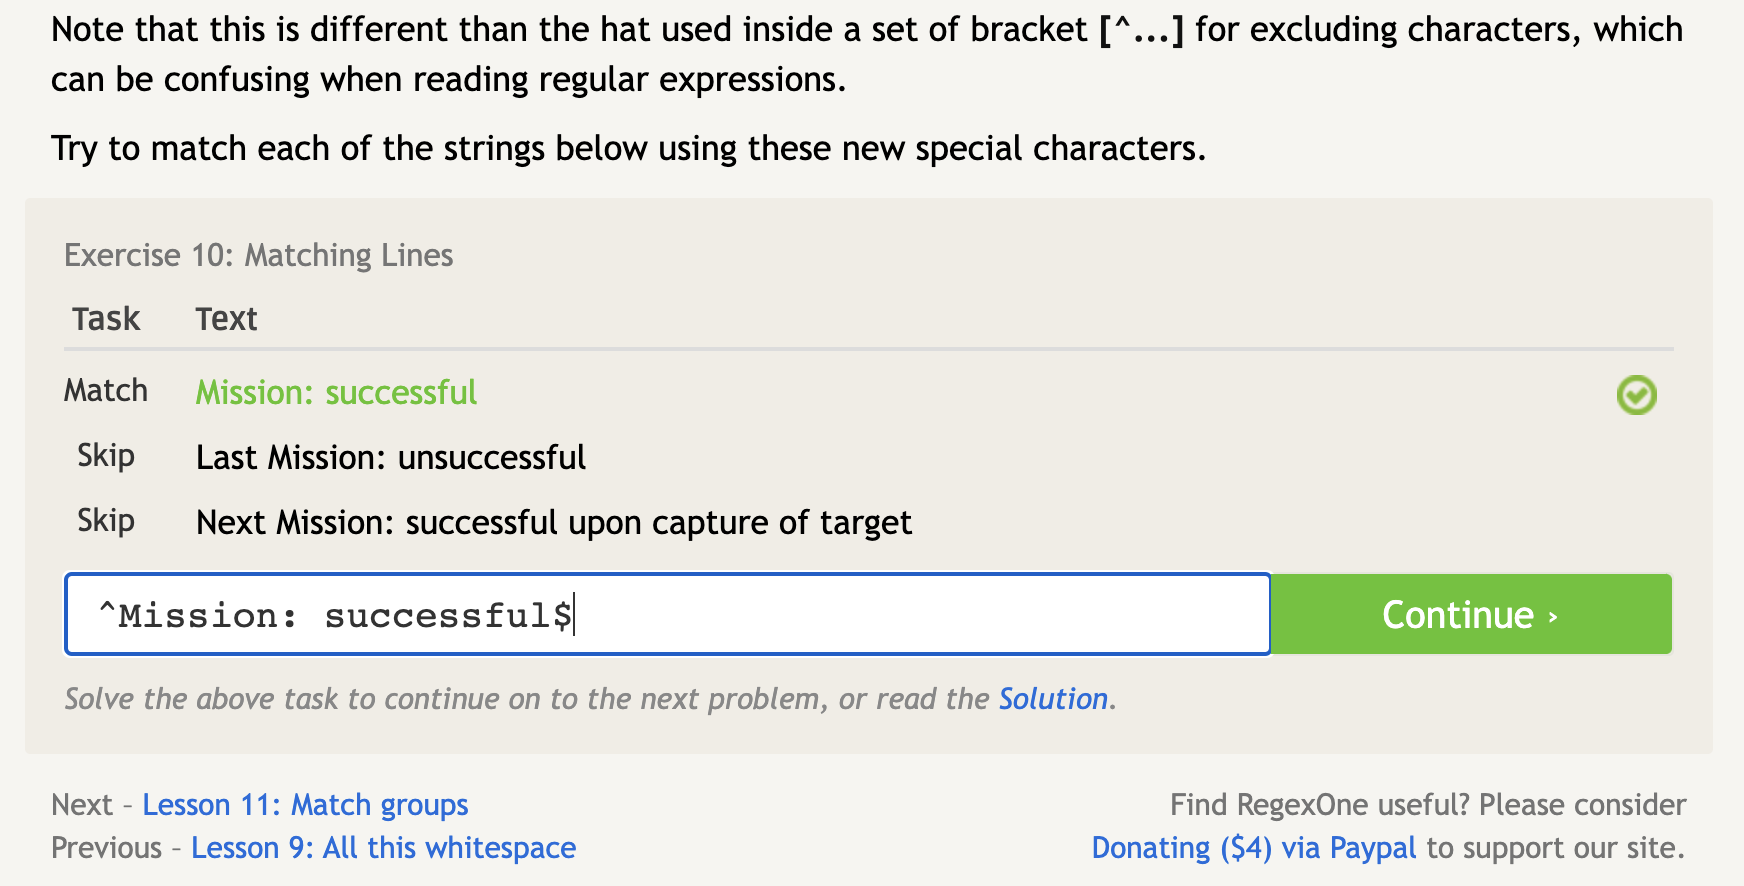 Note that this is different than the hat used inside a set of bracket [^...] for excluding characters, which
can be confusing when reading regular expressions.
Try to match each of the strings below using these new special characters.
Exercise 10: Matching Lines
Task Text
Match Mission: successful
Skip Last Mission: unsuccessful
Skip Next Mission: successful upon capture of target
^Mission: successful$
Continue ›
Solve the above task to continue on to the next problem, or read the Solution.
Next – Lesson 11: Match groups
Previous – Lesson 9: All this whitespace
Find RegexOne useful? Please consider
Donating ($4) via Paypal to support our site.